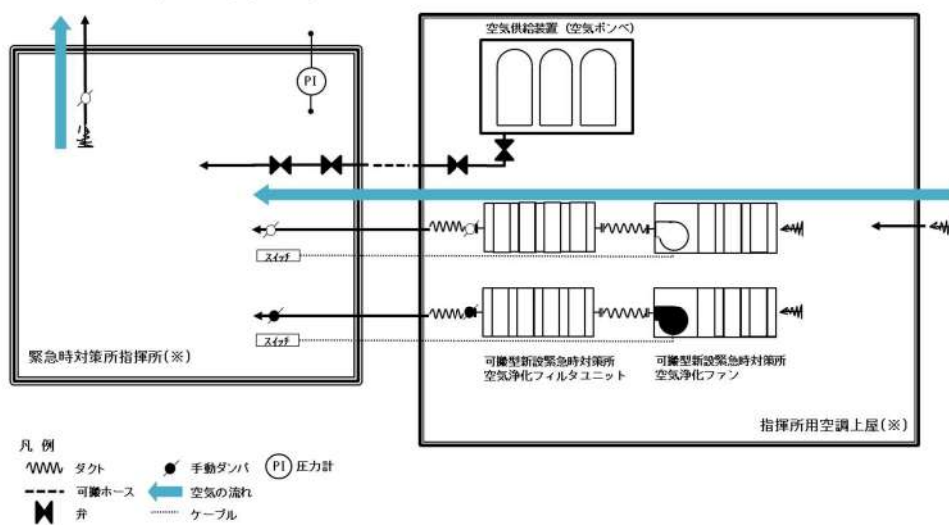 空気供給装置（空気ボンベ）
PI
スイッチ
スイッチ
緊急時対策所指揮所(※)
可搬型新設緊急時対策所
空気浄化フィルタユニット
可搬型新設緊急時対策所
空気浄化ファン
指揮所用空調上屋(※)
凡 例
ダクト
手動ダンパ
PI
圧力計
可搬ホース
空気の流れ
弁
ケーブル